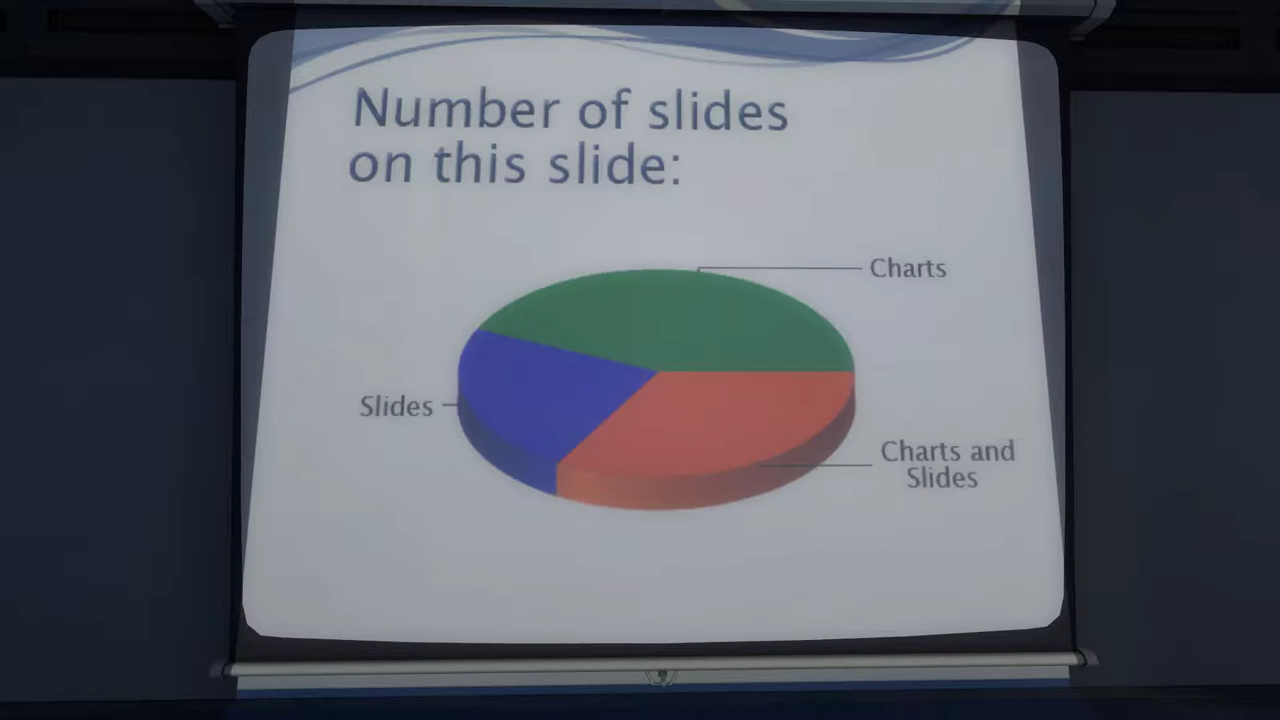 Number of slides
on this slide:
Charts
Slides
Charts and
Slides